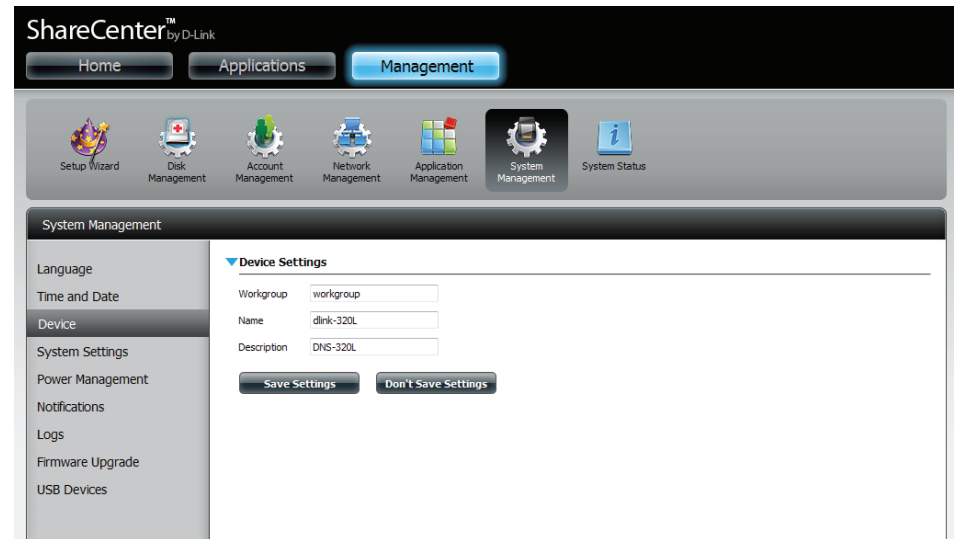 ShareCenter™ by D-Link
Home Applications Management
Setup Wizard Disk Management Account Management Network Management Application Management System Management System Status
System Management
Language
Time and Date
Device
System Settings
Power Management
Notifications
Logs
Firmware Upgrade
USB Devices
Device Settings
Workgroup workgroup
Name dlink-320L
Description DNS-320L
Save Settings Don't Save Settings